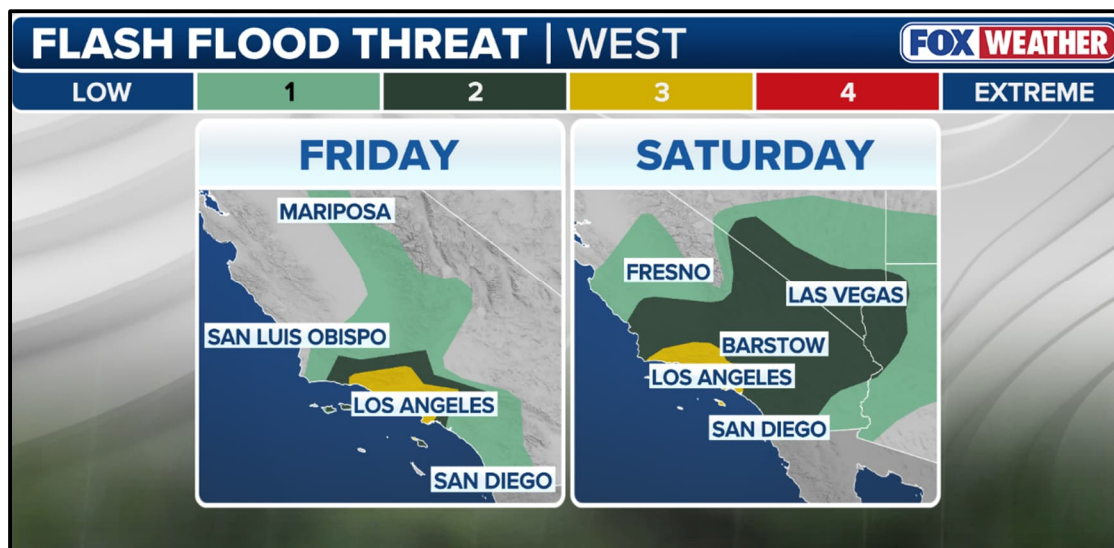 FLASH FLOOD THREAT | WEST
FOX WEATHER
LOW 1 2 3 4 EXTREME
FRIDAY
MARIPOSA
SAN LUIS OBISPO
LOS ANGELES
SAN DIEGO
SATURDAY
FRESNO
LAS VEGAS
BARSTOW
LOS ANGELES
SAN DIEGO